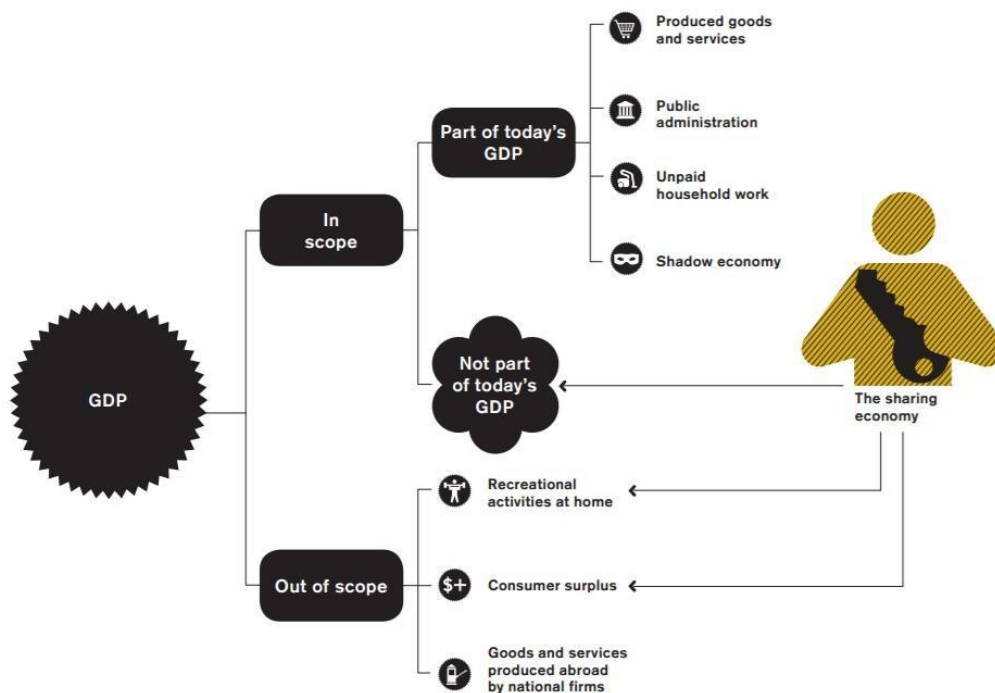 Produced goods
and services
Public
administration
Part of today's
GDP
Unpaid
household work
In
scope
Shadow economy
GDP
Not part
of today's
GDP
The sharing
economy
Recreational
activities at home
Out of scope
$+
Consumer surplus
Goods and services
produced abroad
by national firms